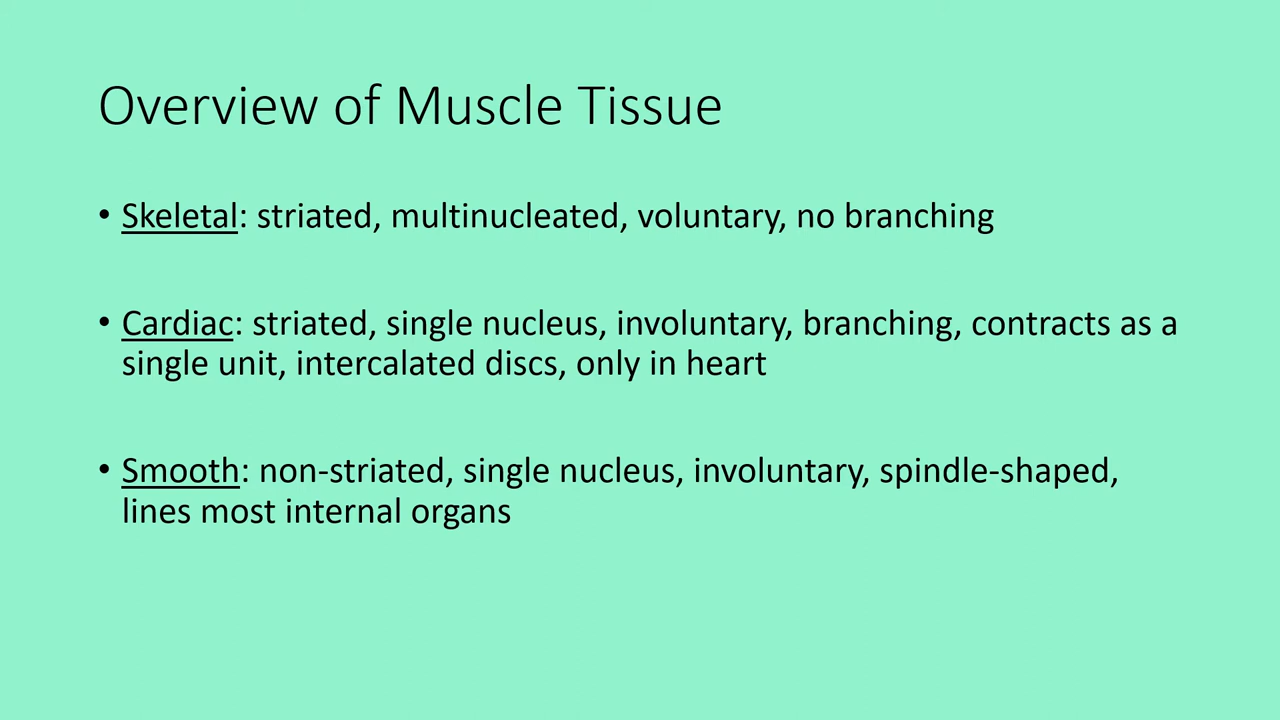 Overview of Muscle Tissue
• Skeletal: striated, multinucleated, voluntary, no branching
• Cardiac: striated, single nucleus, involuntary, branching, contracts as a
single unit, intercalated discs, only in heart
• Smooth: non-striated, single nucleus, involuntary, spindle-shaped,
lines most internal organs